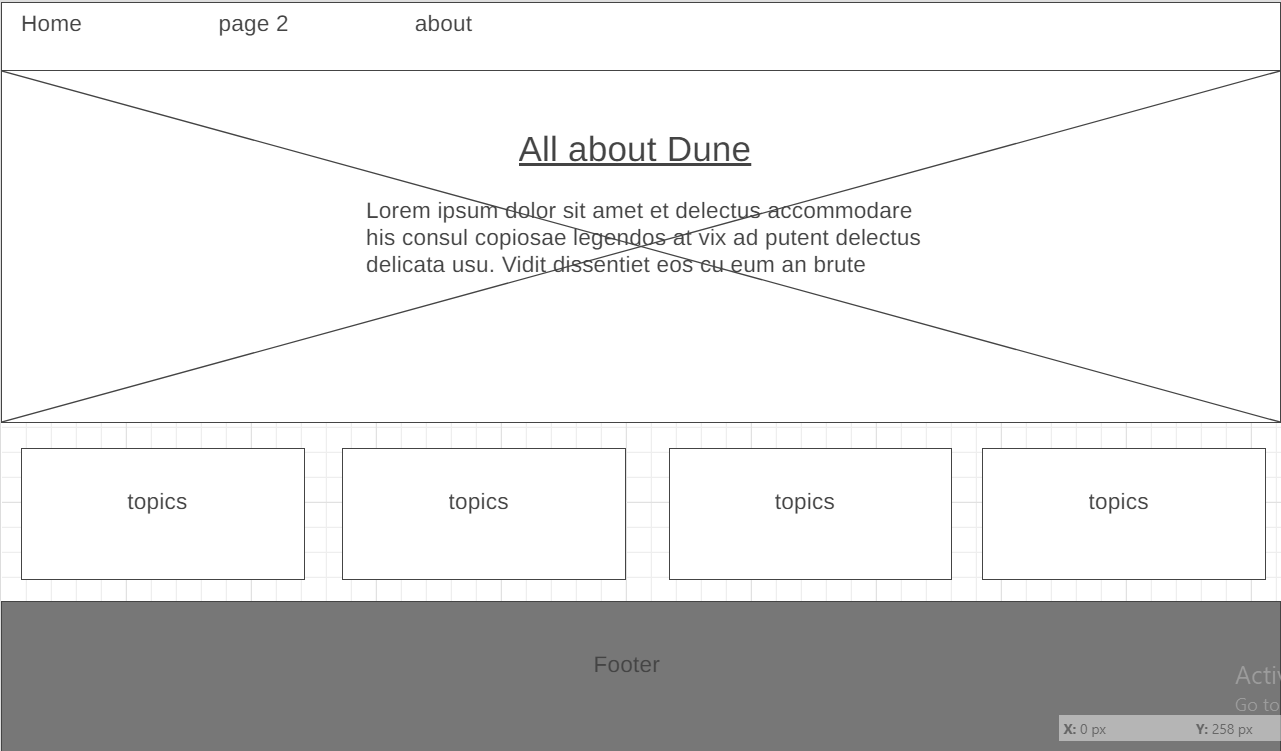 Home page 2 about
All about Dune
Lorem ipsum dolor sit amet et delectus accommodare
his consul copiosae legendos at vix ad putent delectus
delicata usu. Vidit dissentiet eos cu eum an brute
topics topics topics topics
Footer
Activ
Go to
X: 0 px Y: 258 px